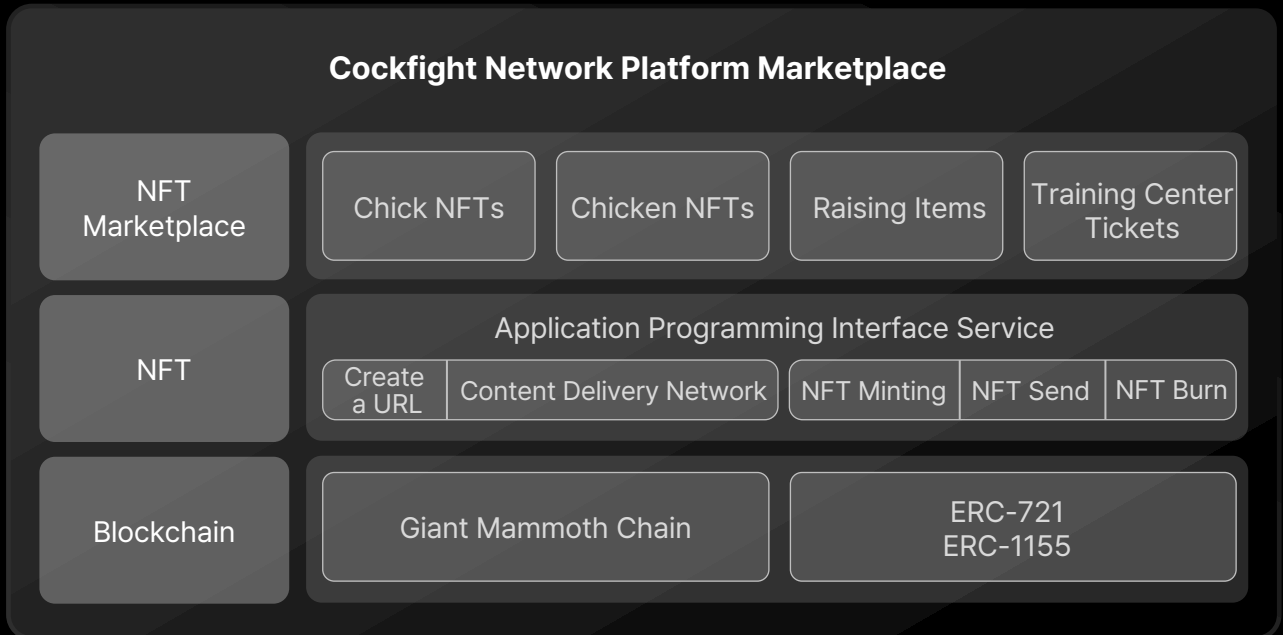 Cockfight Network Platform Marketplace
NFT
Marketplace
Chick NFTs
Chicken NFTs
Raising Items
Training Center
Tickets
NFT
Application Programming Interface Service
Create
a URL
Content Delivery Network
NFT Minting
NFT Send
NFT Burn
Blockchain
Giant Mammoth Chain
ERC-721
ERC-1155